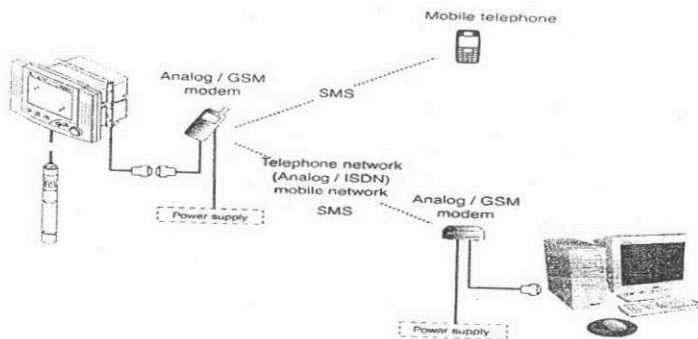 Mobile telephone
Analog / GSM
modem
SMS
Telephone network
(Analog / ISDN)
mobile network
SMS
Analog / GSM
modem
Power supply
Power supply